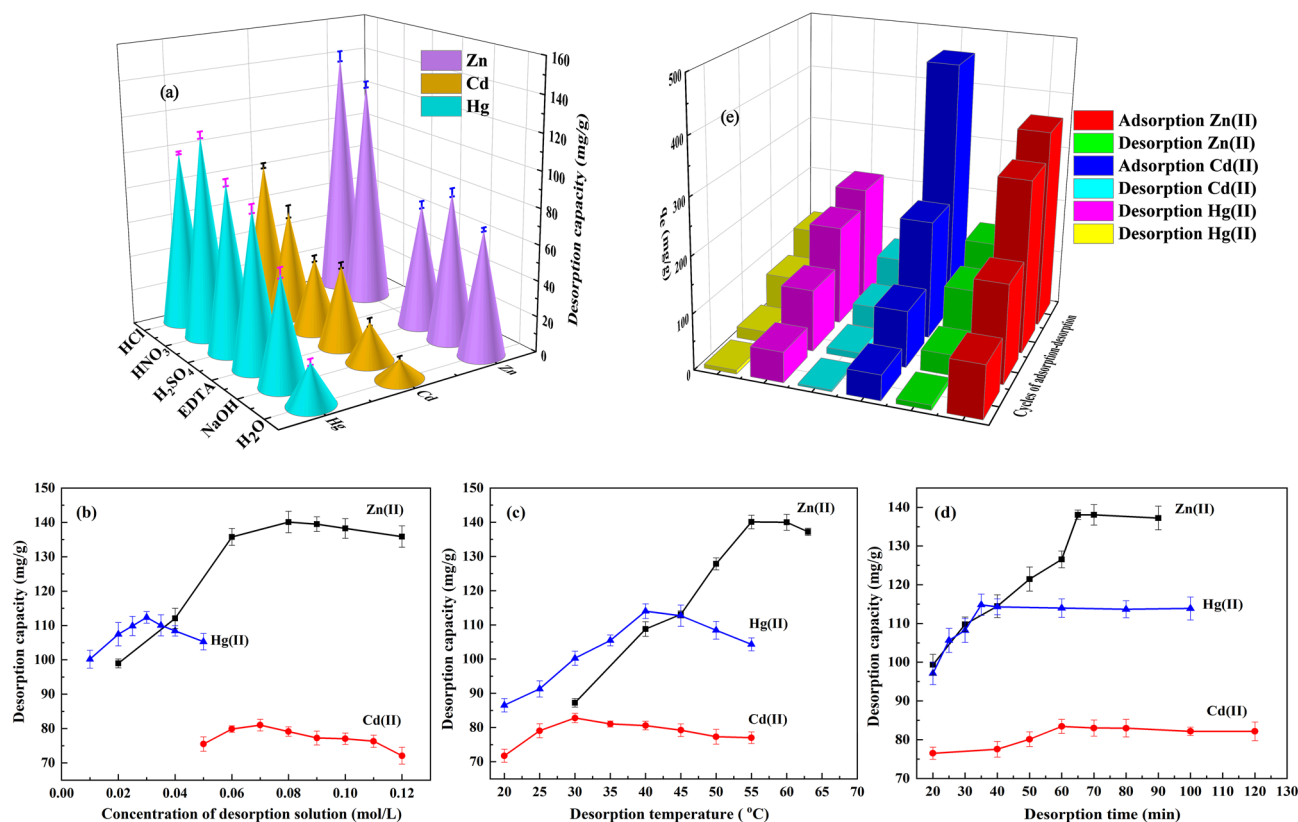 (a)
Zn
Cd
Hg
160
140
120
100
80
60
40
20
0
Desorption capacity (mg/g)
HCl
HNO3
H2SO4
EDTA
NaOH
H2O
Hg
Cd
Zn
(e)
500
400
300
200
100
0
qe (mg/g)
Cycles of adsorption-desorption
Adsorption Zn(II)
Desorption Zn(II)
Adsorption Cd(II)
Desorption Cd(II)
Desorption Hg(II)
Desorption Hg(II)
(b)
Zn(II)
Hg(II)
Cd(II)
150
140
130
120
110
100
90
80
70
Desorption capacity (mg/g)
0.00 0.02 0.04 0.06 0.08 0.10 0.12
Concentration of desorption solution (mol/L)
(c)
Zn(II)
Hg(II)
Cd(II)
150
140
130
120
110
100
90
80
70
Desorption capacity (mg/g)
20 25 30 35 40 45 50 55 60 65 70
Desorption temperature ( oC)
(d)
Zn(II)
Hg(II)
Cd(II)
140
130
120
110
100
90
80
70
Desorption capacity (mg/g)
20 30 40 50 60 70 80 90 100 110 120 130
Desorption time (min)